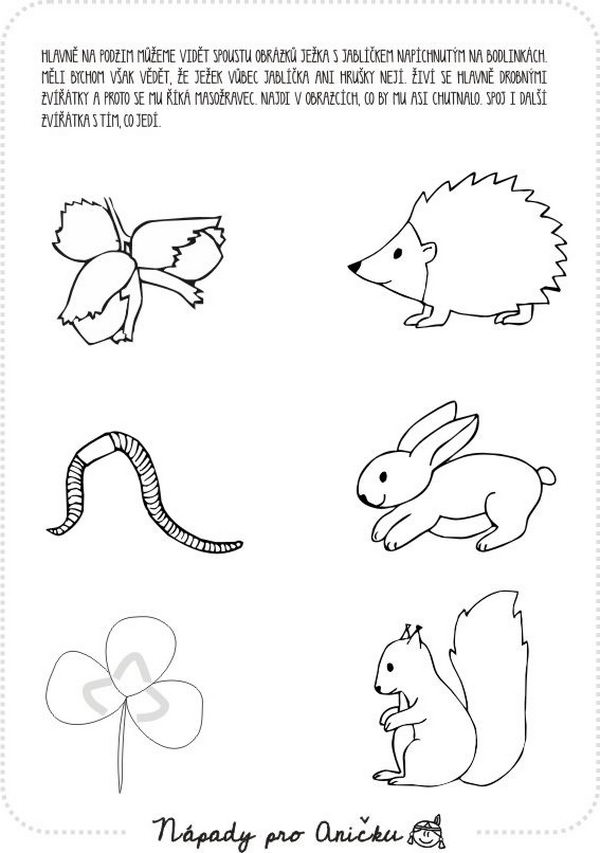 HLAVNĚ NA PODZIM MŮŽEME VIDĚT SPOUSTU OBRÁZKŮ JEŽKA S JABLÍČKEM NAPÍCHNUTÝM NA BODLINKÁCH.
MĚLI BYCHOM VŠAK VĚDĚT, ŽE JEŽEK VŮBEC JABLÍČKA ANI HRUŠKY NEJÍ. ŽIVÍ SE HLAVNĚ DROBNÝMI
ZVÍŘÁTKY A PROTO SE MU ŘÍKÁ MASOŽRAVEC. NAJDI V OBRAZCÍCH, CO BY MU ASI CHUTNALO. SPOJ I DALŠÍ
ZVÍŘÁTKA S TÍM, CO JEDÍ.
Nápady pro Aničku